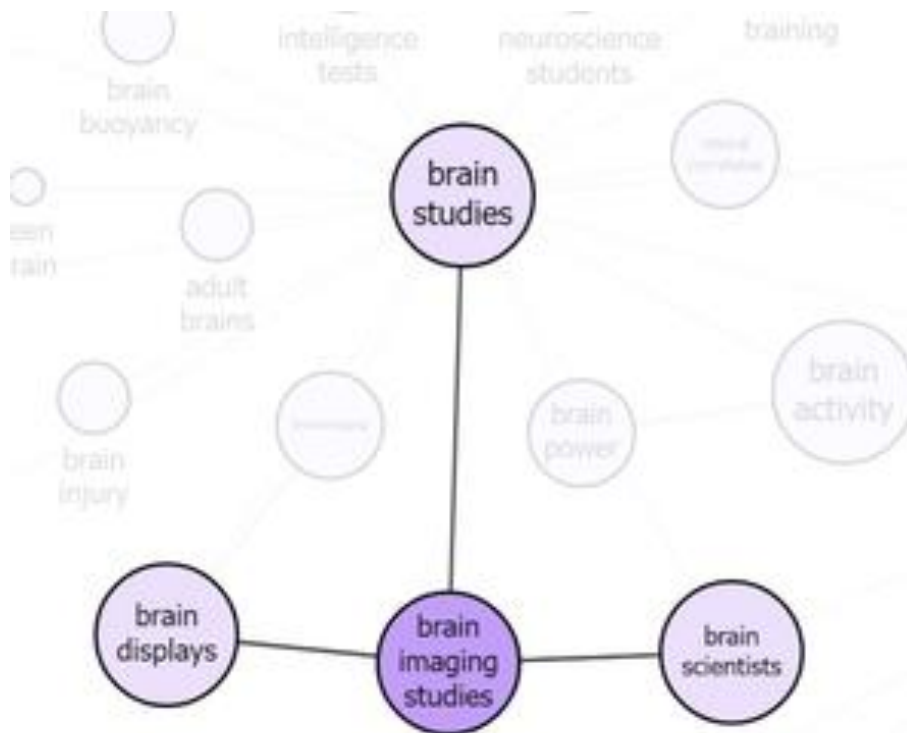 intelligence
tests
neuroscience
students
training
brain
buoyancy
brain
studies
adult
brains
brain
injury
brain
power
brain
activity
brain
displays
brain
imaging
studies
brain
scientists